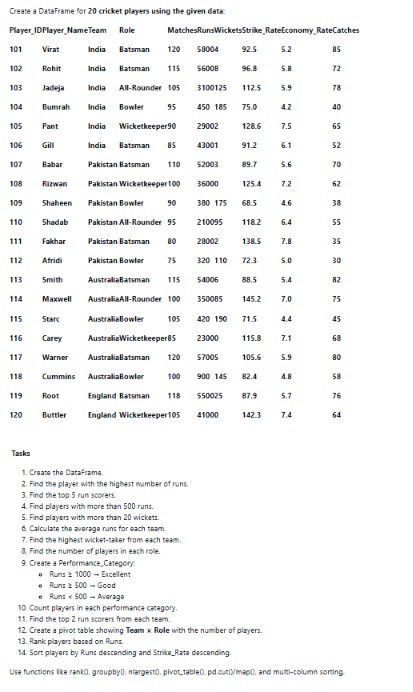 Create a DataFrame for 20 cricket players using the given data:
Player_IDPlayer_NameTeam Role MatchesRunsWicketsStrike_RateEconomy_RateCatches
101 Virat India Batsman 120 58004 92.5 5.2 85
102 Rohit India Batsman 115 56008 96.8 5.8 72
103 Jadeja India All-Rounder 105 3100125 112.5 5.9 78
104 Bumrah India Bowler 95 450 185 75.0 4.2 40
105 Pant India Wicketkeeper90 29002 128.6 7.5 65
106 Gill India Batsman 85 43001 91.2 6.1 52
107 Babar Pakistan Batsman 110 52003 89.7 5.6 70
108 Rizwan Pakistan Wicketkeeper100 36000 125.4 7.2 62
109 Shaheen Pakistan Bowler 90 380 175 68.5 4.6 38
110 Shadab Pakistan All-Rounder 95 210095 118.2 6.4 55
111 Fakhar Pakistan Batsman 80 28002 138.5 7.8 35
112 Afridi Pakistan Bowler 75 320 110 72.3 5.0 30
113 Smith AustraliaBatsman 115 54006 88.5 5.4 82
114 Maxwell AustraliaAll-Rounder 100 350085 145.2 7.0 75
115 Starc AustraliaBowler 105 420 190 71.5 4.4 45
116 Carey AustraliaWicketkeeper85 23000 115.8 7.1 68
117 Warner AustraliaBatsman 120 57005 105.6 5.9 80
118 Cummins AustraliaBowler 100 900 145 82.4 4.8 58
119 Root England Batsman 118 550025 87.9 5.7 76
120 Buttler England Wicketkeeper105 41000 142.3 7.4 64
Tasks
1. Create the DataFrame.
2. Find the player with the highest number of runs.
3. Find the top 5 run scorers.
4. Find players with more than 500 runs.
5. Find players with more than 20 wickets.
6. Calculate the average runs for each team.
7. Find the highest wicket-taker from each team.
8. Find the number of players in each role.
9. Create a Performance_Category:
• Runs ≥ 1000 → Excellent
• Runs ≥ 500 → Good
• Runs < 500 → Average
10. Count players in each performance category.
11. Find the top 2 run scorers from each team.
12. Create a pivot table showing Team × Role with the number of players.
13. Rank players based on Runs.
14. Sort players by Runs descending and Strike_Rate descending.
Use functions like rank(), groupby(), nlargest(), pivot_table(), pd.cut()/map(), and multi-column sorting.